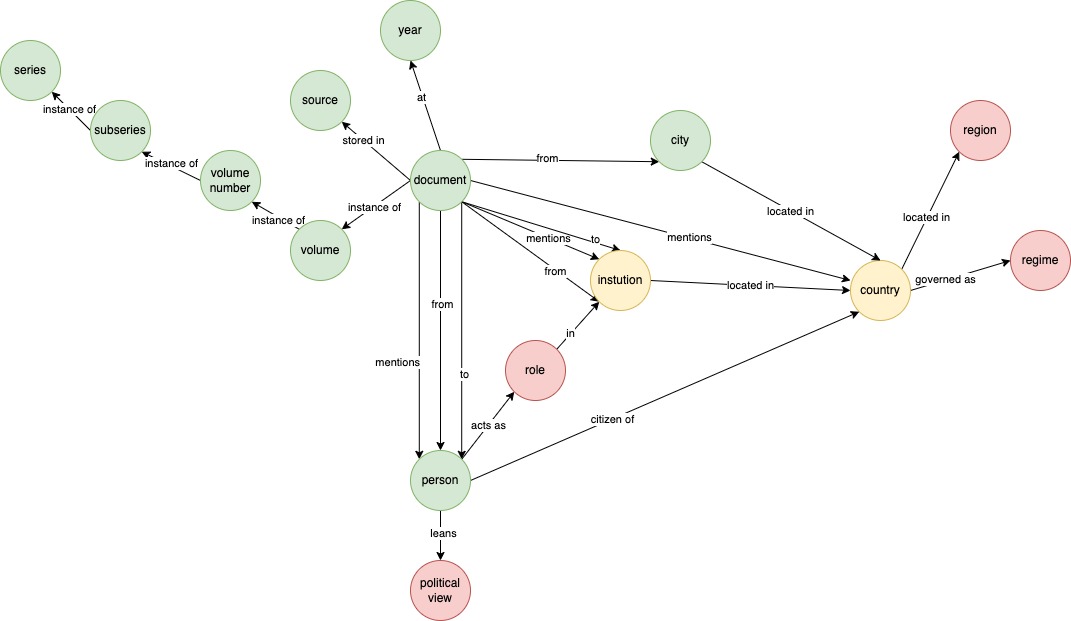 year
series
source
instance of
at
subseries
stored in
city
region
from
instance of
volume
number
document
instance of
located in
located in
mentions
instance of
mentions
to
volume
from
instution
located in
country
governed as
regime
from
in
mentions
to
role
acts as
citizen of
person
leans
political
view